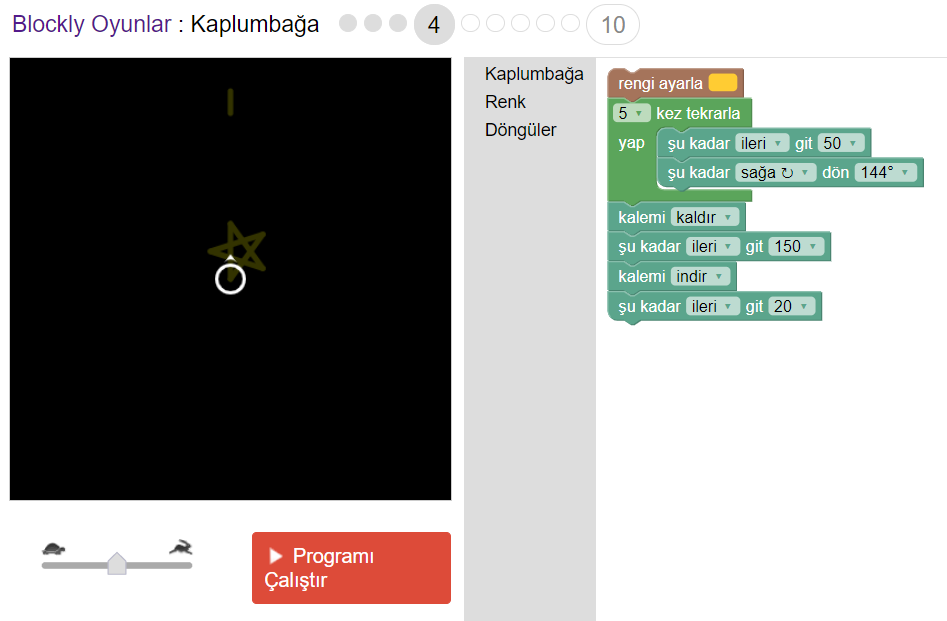 Blockly Oyunlar : Kaplumbağa 4 10
Kaplumbağa
Renk
Döngüler
rengi ayarla
5 kez tekrarla
yap şu kadar ileri git 50
şu kadar sağa ↻ dön 144°
kalemi kaldır
şu kadar ileri git 150
kalemi indir
şu kadar ileri git 20
Programı
Çalıştır